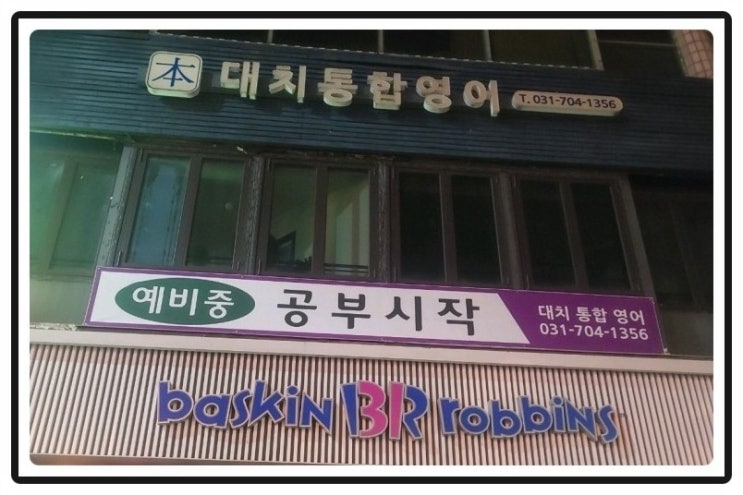 本 대치통합영어 T. 031-704-1356
예비중 공부시작 대치 통합 영어
031-704-1356
baskin BR robbins